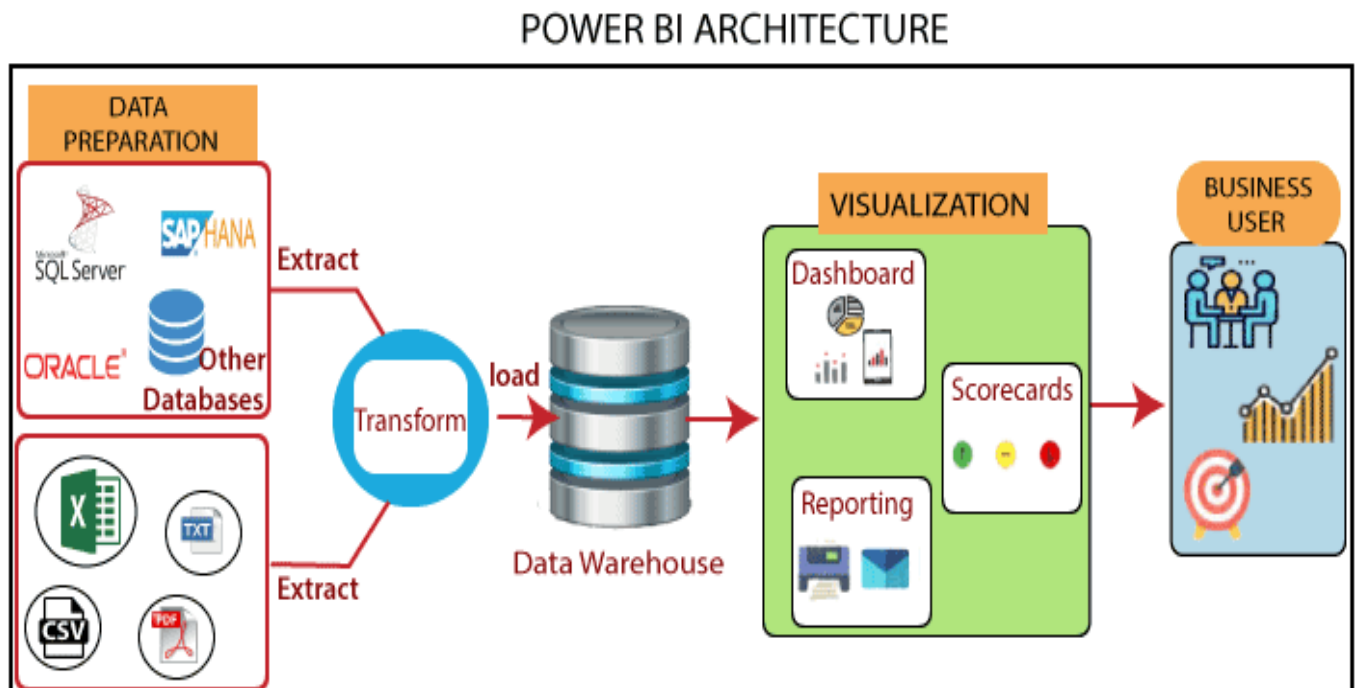 POWER BI ARCHITECTURE
DATA
PREPARATION
Microsoft
SQL Server
SAP HANA
ORACLE®
Other
Databases
Extract
X
TXT
CSV
PDF
Extract
Transform
load
Data Warehouse
VISUALIZATION
Dashboard
Scorecards
Reporting
BUSINESS
USER